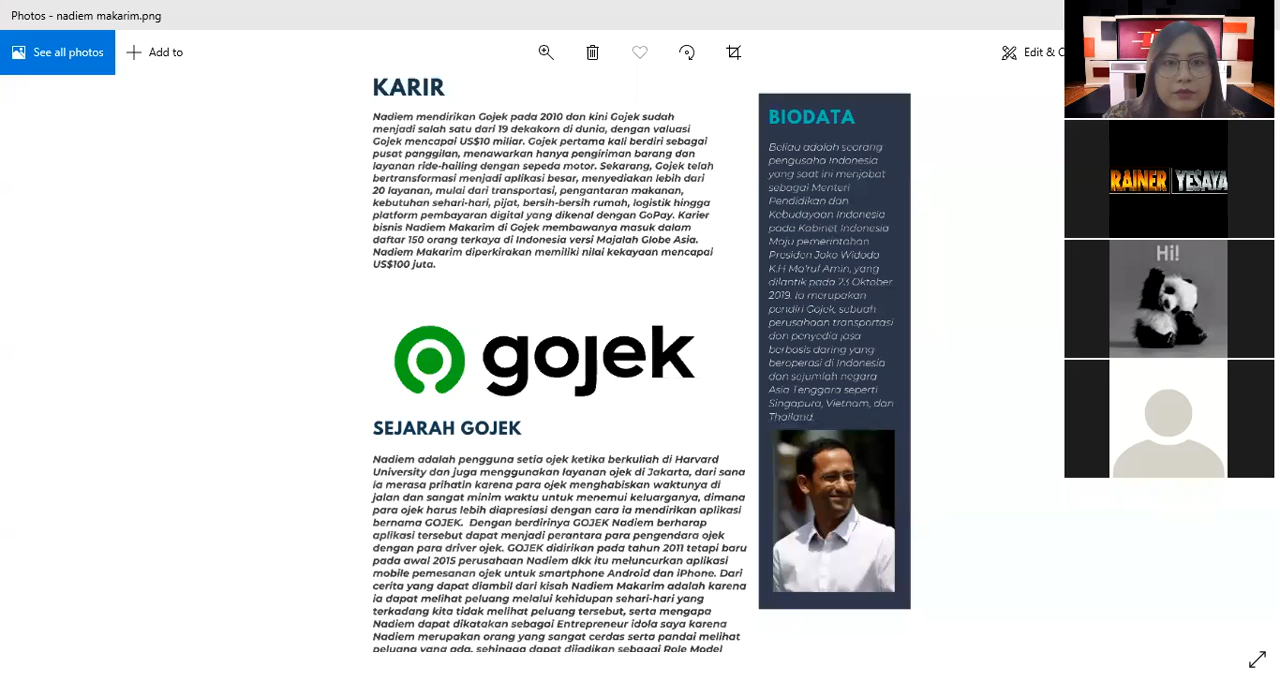 Photos - nadiem makarim.png
See all photos
Add to
Edit & C
KARIR
Nadiem mendirikan Gojek pada 2010 dan kini Gojek sudah
menjadi salah satu dari 19 dekakorn di dunia, dengan valuasi
Gojek mencapai US$10 miliar. Gojek pertama kali berdiri sebagai
pusat panggilan, menawarkan hanya pengiriman barang dan
layanan ride-hailing dengan sepeda motor. Sekarang, Gojek telah
bertransformasi menjadi aplikasi besar, menyediakan lebih dari
20 layanan, mulai dari transportasi, pengantaran makanan,
kebutuhan sehari-hari, pijat, bersih-bersih rumah, logistik hingga
platform pembayaran digital yang dikenal dengan GoPay. Karier
bisnis Nadiem Makarim di Gojek membawanya masuk dalam
daftar 150 orang terkaya di Indonesia versi Majalah Globe Asia.
Nadiem Makarim diperkirakan memiliki nilai kekayaan mencapai
US$100 juta.
gojek
SEJARAH GOJEK
Nadiem adalah pengguna setia ojek ketika berkuliah di Harvard
University dan juga menggunakan layanan ojek di Jakarta, dari sana
ia merasa prihatin karena para ojek menghabiskan waktunya di
jalan dan sangat minim waktu untuk menemui keluarganya, dimana
para ojek harus lebih diapresiasi dengan cara ia mendirikan aplikasi
bernama GOJEK. Dengan berdirinya GOJEK Nadiem berharap
aplikasi tersebut dapat menjadi perantara para pengendara ojek
dengan para driver ojek. GOJEK didirikan pada tahun 2011 tetapi baru
pada awal 2015 perusahaan Nadiem dkk itu meluncurkan aplikasi
mobile pemesanan ojek untuk smartphone Android dan iPhone. Dari
cerita yang dapat diambil dari kisah Nadiem Makarim adalah karena
ia dapat melihat peluang melalui kehidupan sehari-hari yang
terkadang kita tidak melihat peluang tersebut, serta mengapa
Nadiem dapat dikatakan sebagai Entrepreneur idola saya karena
Nadiem merupakan orang yang sangat cerdas serta pandai melihat
peluang yang ada, sehingga dapat dijadikan sebagai Role Model
BIODATA
Beliau adalah seorang
pengusaha Indonesia
yang saat ini menjabat
sebagai Menteri
Pendidikan dan
Kebudayaan Indonesia
pada Kabinet Indonesia
Maju pemerintahan
Presiden Joko Widodo
K.H Ma'ruf Amin, yang
dilantik pada 23 Oktober
2019. Ia merupakan
pendiri Gojek, sebuah
perusahaan transportasi
dan penyedia jasa
berbasis daring yang
beroperasi di Indonesia
dan sejumlah negara
Asia Tenggara seperti
Singapura, Vietnam, dan
Thailand.
RAINER YESAYA
Hi!